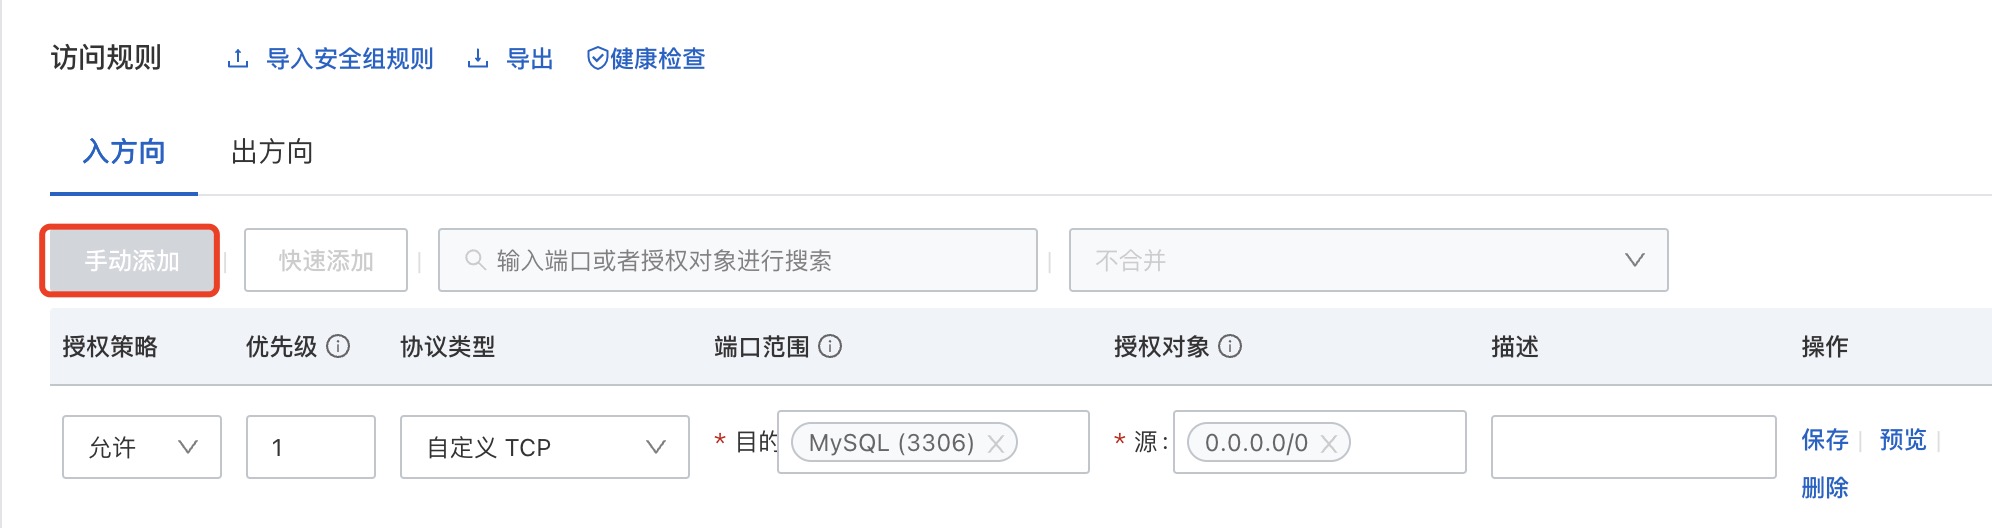 访问规则 导入安全组规则 导出 健康检查
入方向 出方向
手动添加 快速添加 输入端口或者授权对象进行搜索 不合并
授权策略 优先级 协议类型 端口范围 授权对象 描述 操作
允许 1 自定义 TCP * 目的 MySQL (3306) * 源: 0.0.0.0/0 保存 预览
删除